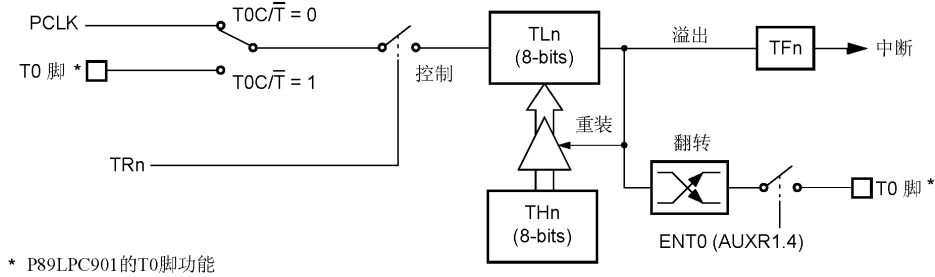 PCLK
T0C/T̅ = 0
T0 脚 *
T0C/T̅ = 1
控制
TRn
TLn
(8-bits)
溢出
TFn
中断
重装
翻转
THn
(8-bits)
T0 脚 *
ENT0 (AUXR1.4)
* P89LPC901的T0脚功能